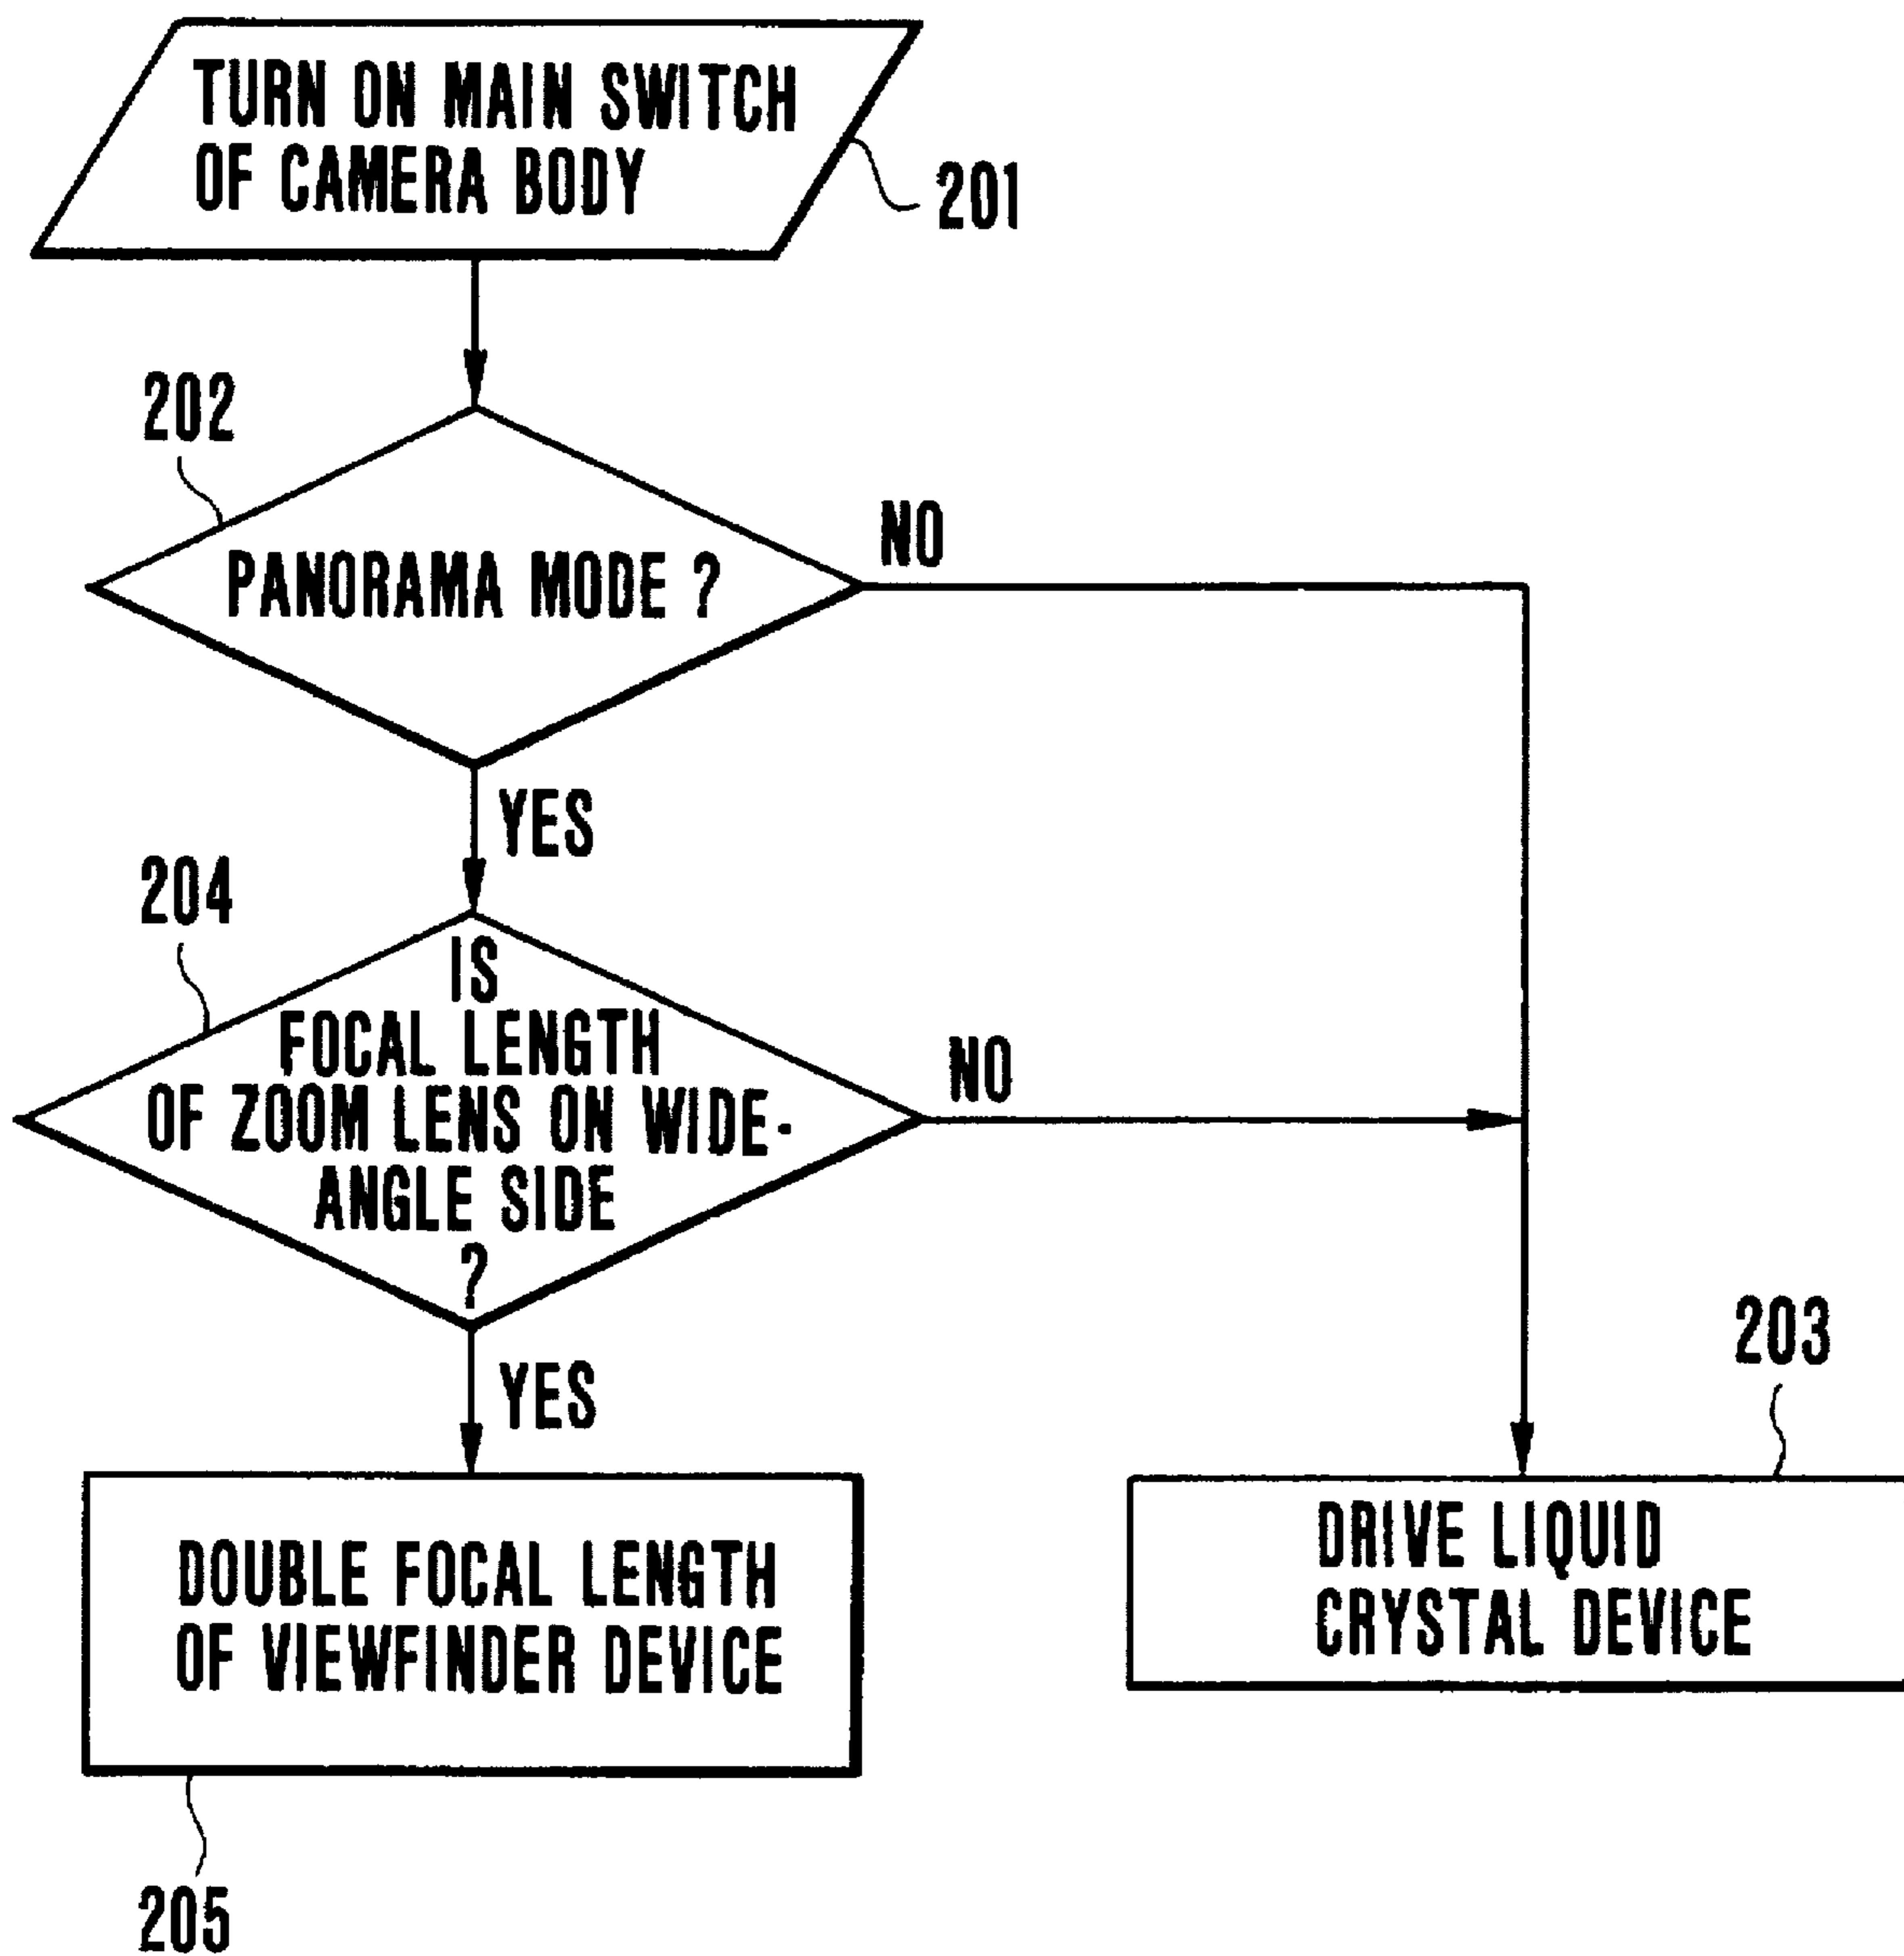 TURN ON MAIN SWITCH
OF CAMERA BODY
201
202
PANORAMA MODE ?
NO
YES
204
IS
FOCAL LENGTH
OF ZOOM LENS ON WIDE-
ANGLE SIDE
?
NO
YES
203
DOUBLE FOCAL LENGTH
OF VIEWFINDER DEVICE
DRIVE LIQUID
CRYSTAL DEVICE
205